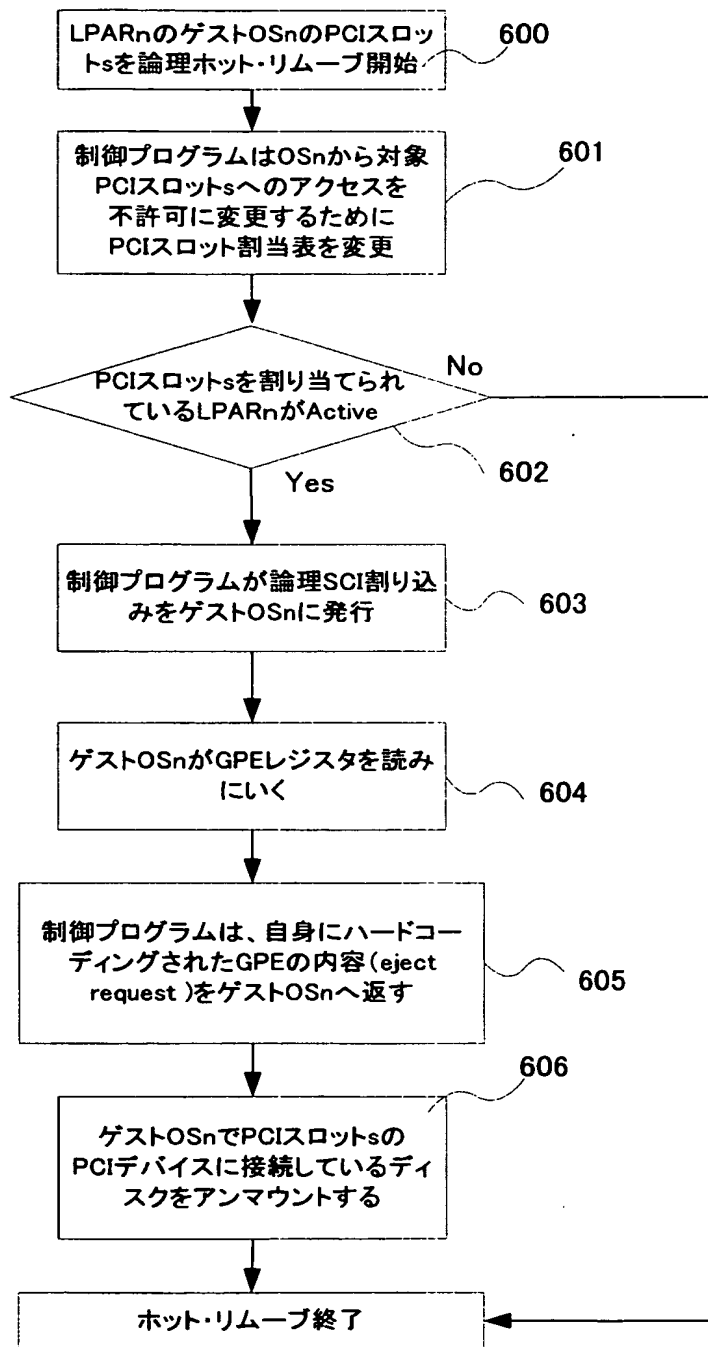 LPARnのゲストOSnのPCIスロッ
トsを論理ホット・リムーブ開始
600
制御プログラムはOSnから対象
PCIスロットsへのアクセスを
不許可に変更するために
PCIスロット割当表を変更
601
PCIスロットsを割り当てられ
ているLPARnがActive
No
602
Yes
制御プログラムが論理SCI割り込
みをゲストOSnに発行
603
ゲストOSnがGPEレジスタを読み
にいく
604
制御プログラムは、自身にハードコー
ディングされたGPEの内容(eject
request )をゲストOSnへ返す
605
606
ゲストOSnでPCIスロットsの
PCIデバイスに接続しているディ
スクをアンマウントする
ホット・リムーブ終了